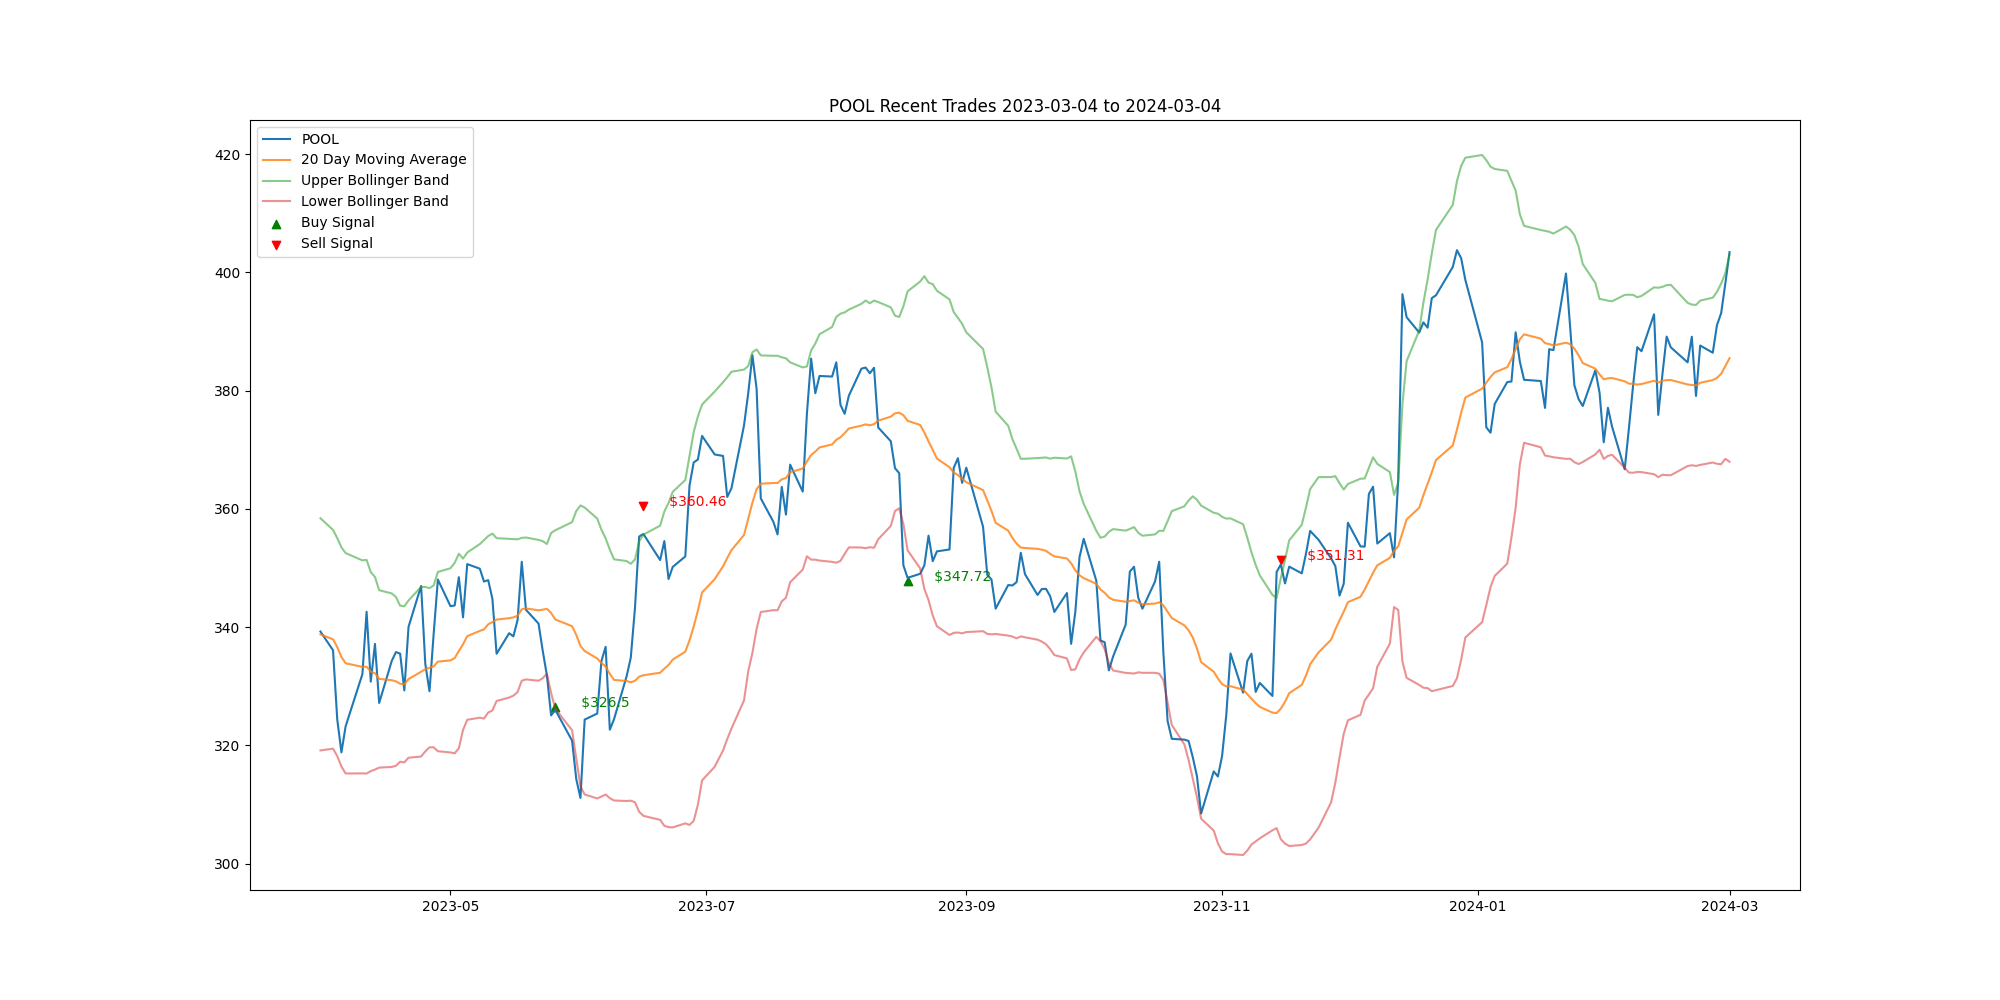 POOL Recent Trades 2023-03-04 to 2024-03-04
POOL
20 Day Moving Average
Upper Bollinger Band
Lower Bollinger Band
Buy Signal
Sell Signal
420
400
380
360
340
320
300
$360.46
$347.72
$351.31
$326.5
2023-05
2023-07
2023-09
2023-11
2024-01
2024-03